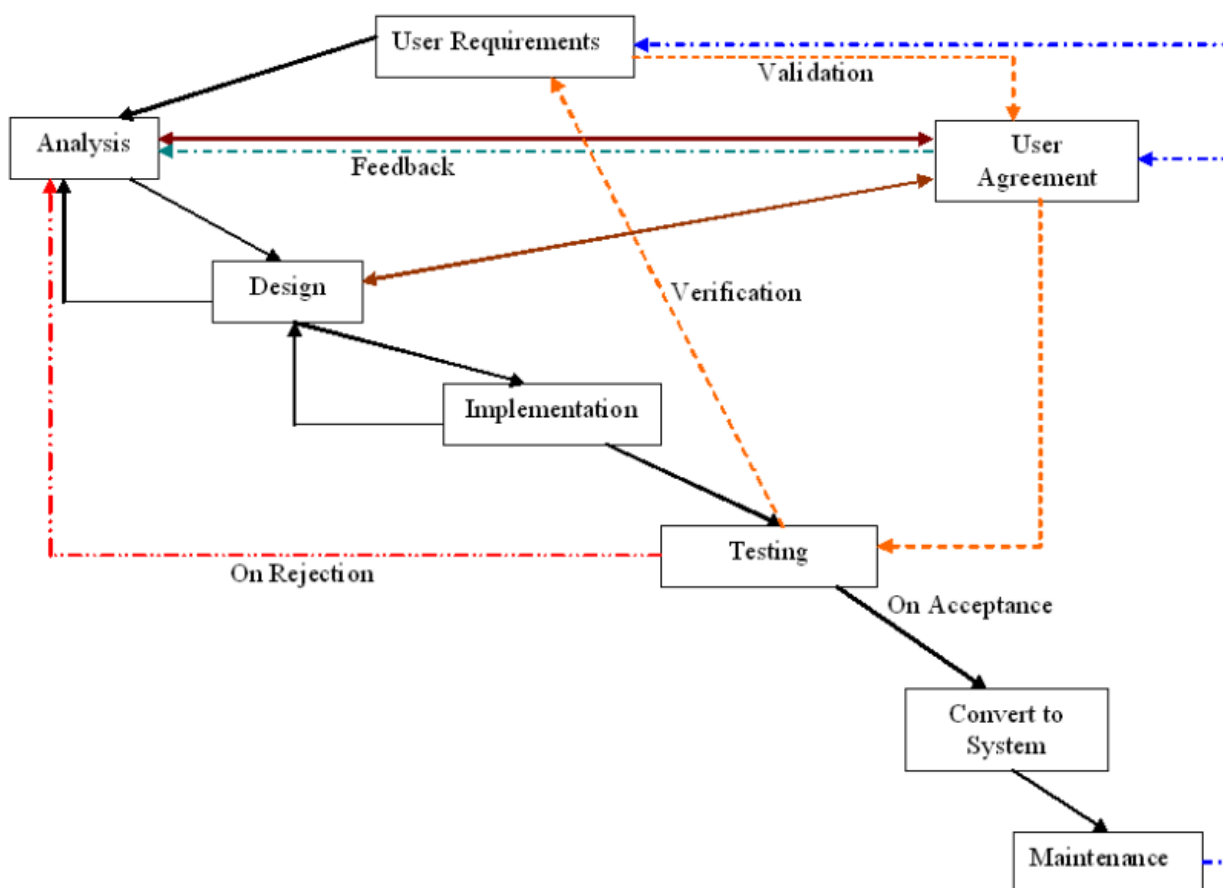 User Requirements
Validation
Analysis
User
Agreement
Feedback
Design
Verification
Implementation
Testing
On Rejection
On Acceptance
Convert to
System
Maintenance